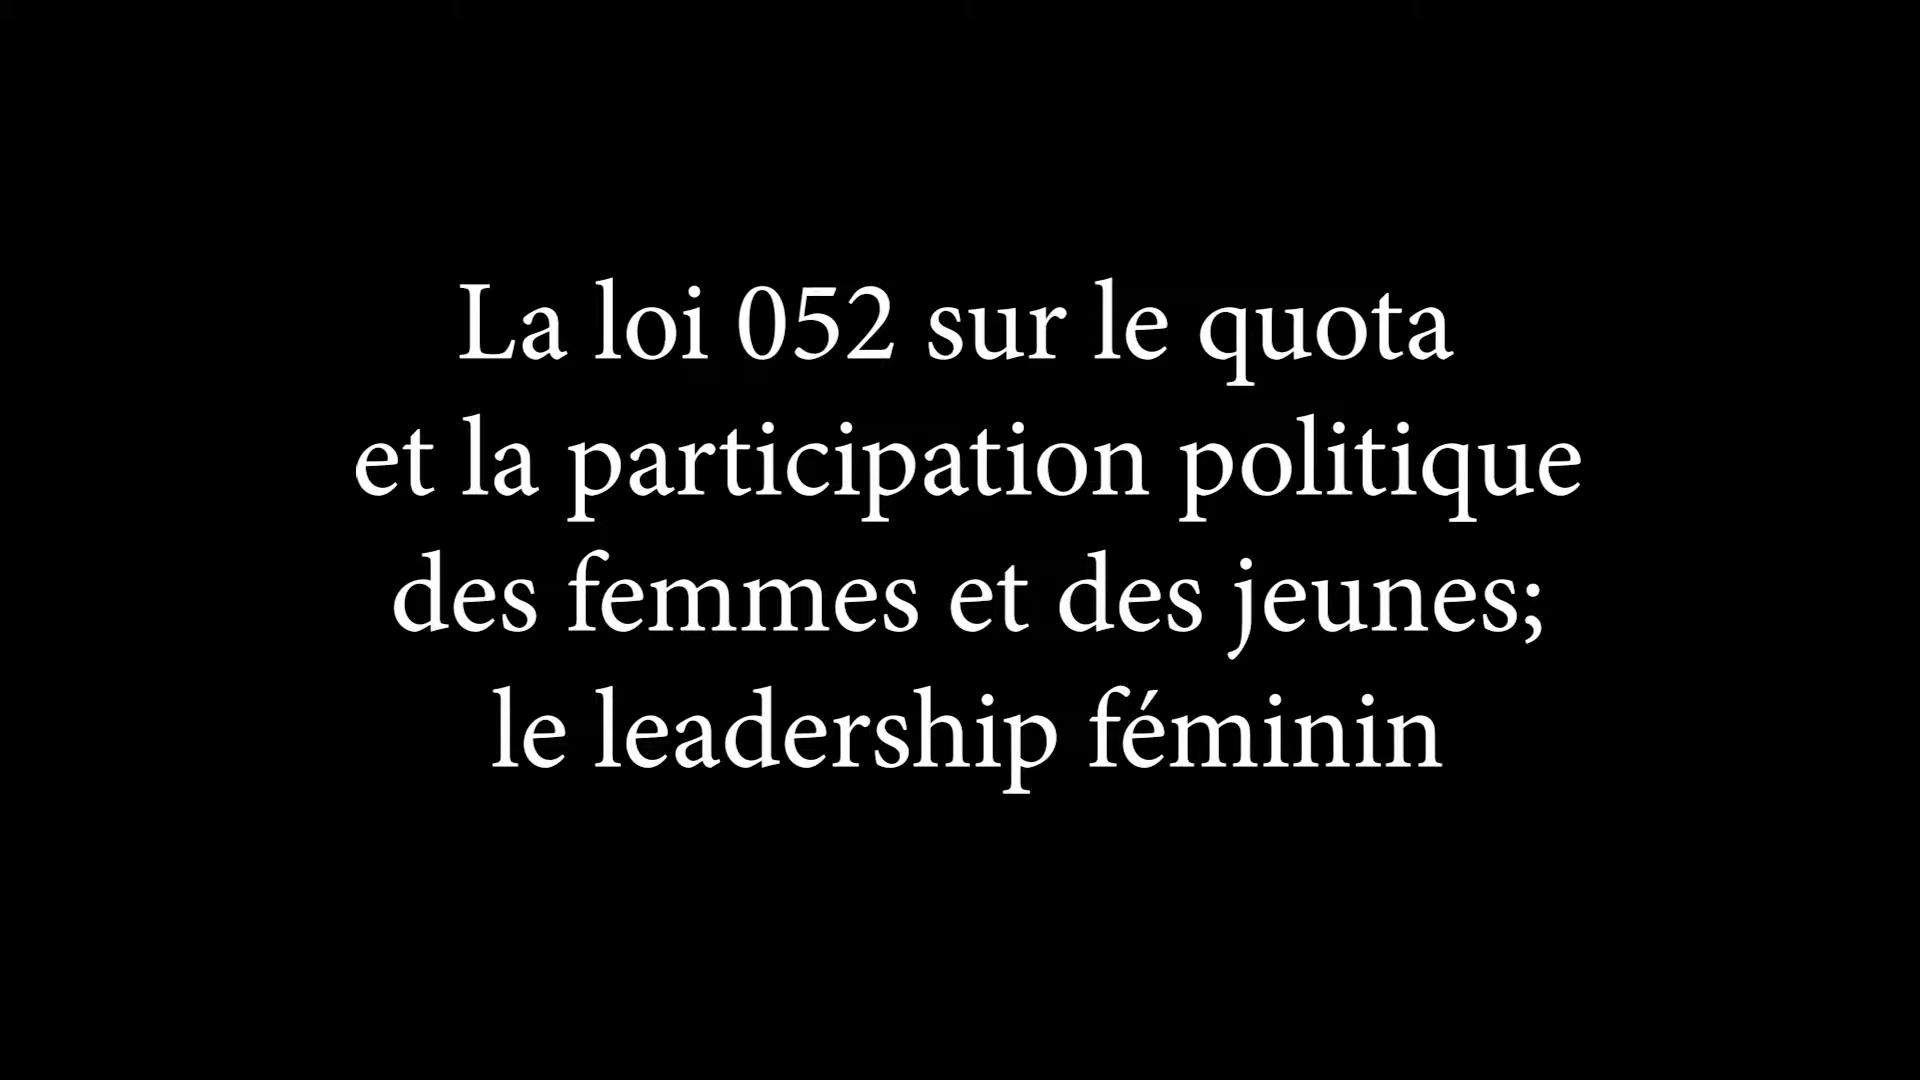 La loi 052 sur le quota
et la participation politique
des femmes et des jeunes;
le leadership féminin